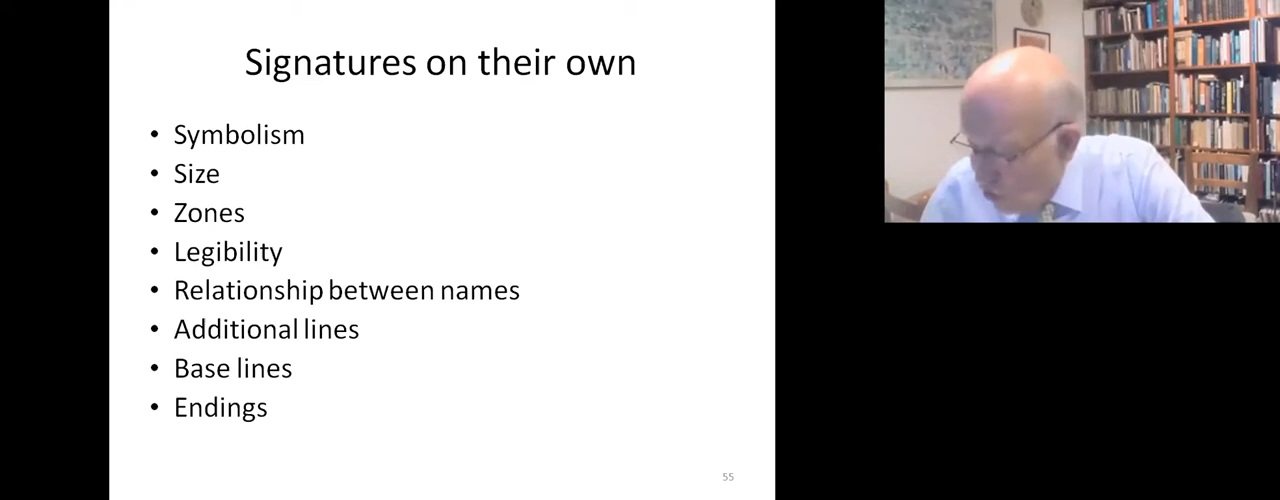 Signatures on their own
• Symbolism
• Size
• Zones
• Legibility
• Relationship between names
• Additional lines
• Base lines
• Endings
55